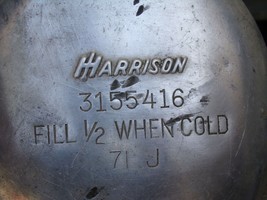 HARRISON
3155416
FILL 1/2 WHEN COLD
71 J